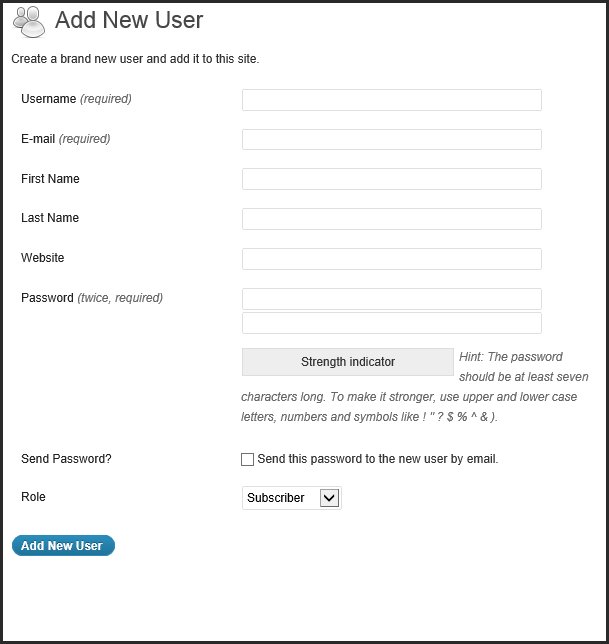 Add New User
Create a brand new user and add it to this site.
Username (required)
E-mail (required)
First Name
Last Name
Website
Password (twice, required)
Strength indicator
Hint: The password
should be at least seven
characters long. To make it stronger, use upper and lower case
letters, numbers and symbols like ! " ? $ % ^ & ).
Send Password?
Send this password to the new user by email.
Role
Subscriber
Add New User